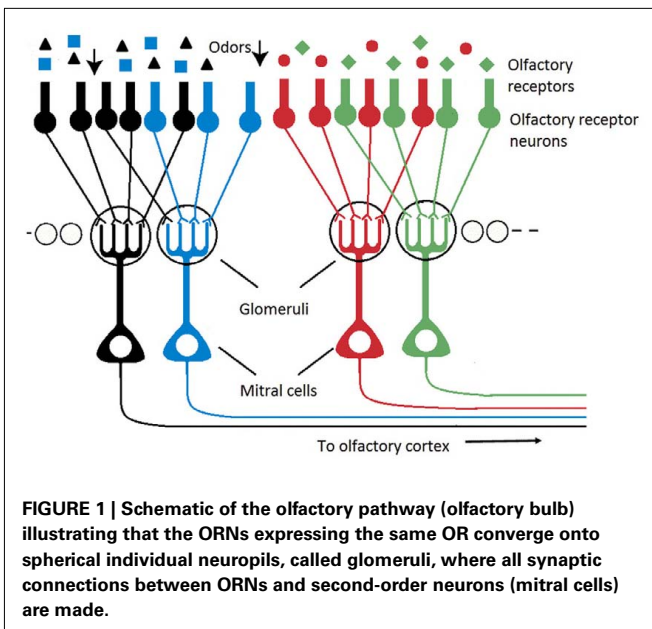 Odors
Olfactory
receptors
Olfactory receptor
neurons
Glomeruli
Mitral cells
To olfactory cortex
FIGURE 1 | Schematic of the olfactory pathway (olfactory bulb)
illustrating that the ORNs expressing the same OR converge onto
spherical individual neuropils, called glomeruli, where all synaptic
connections between ORNs and second-order neurons (mitral cells)
are made.